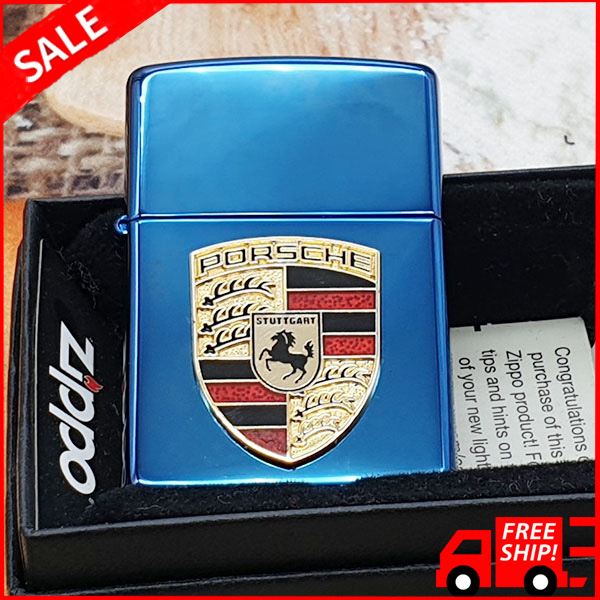 SALE
PORSCHE
STUTTGART
zippo
Congratulations
purchase of this
Zippo product!
tips and hints on
of your new light
FREE
SHIP!